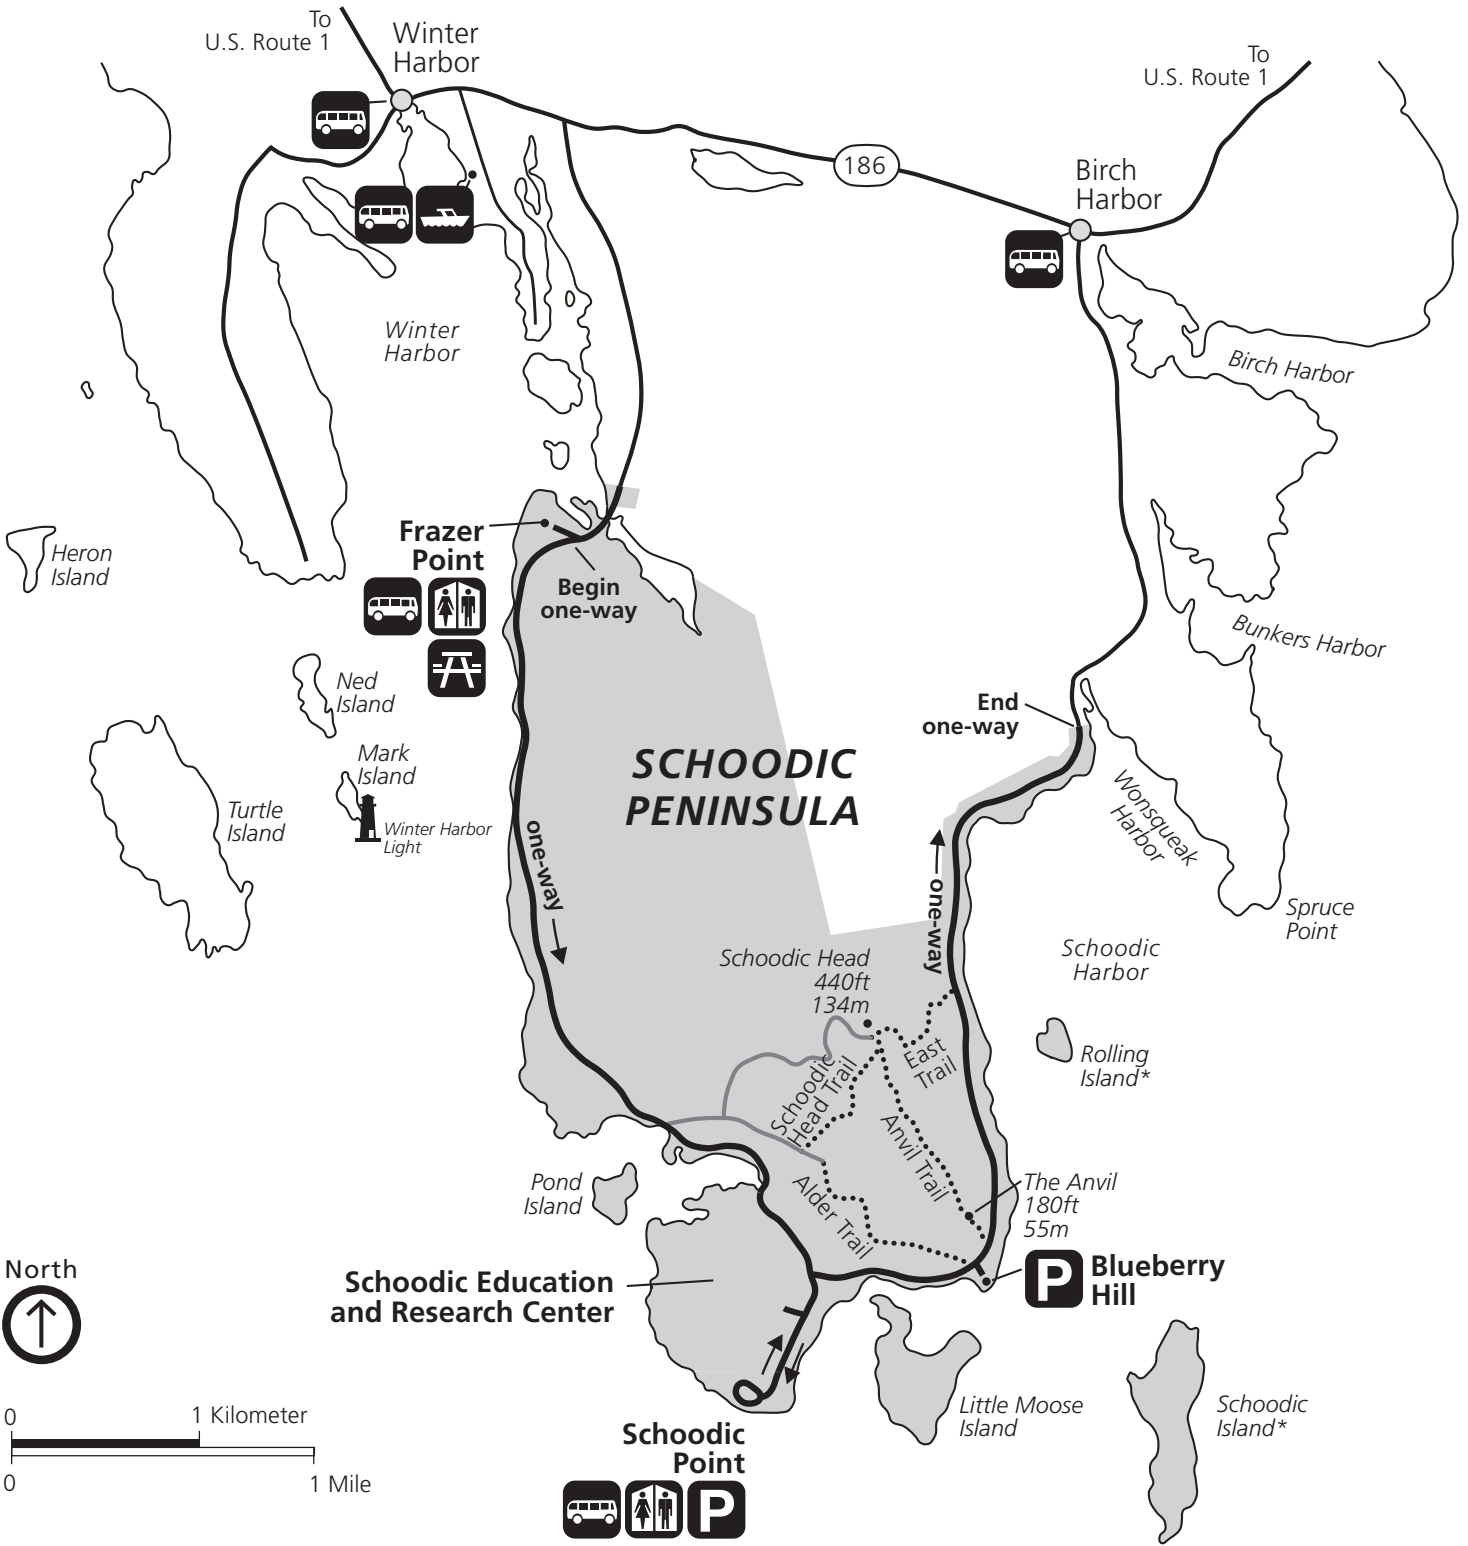 To
U.S. Route 1
Winter
Harbor
To
U.S. Route 1
186
Birch
Harbor
Winter
Harbor
Birch Harbor
Frazer
Point
Begin
one-way
Heron
Island
Bunkers Harbor
Ned
Island
End
one-way
Mark
Island
SCHOODIC
PENINSULA
Turtle
Island
Winter Harbor
Light
Wonsqueak
Harbor
one-way
one-way
Spruce
Point
Schoodic Head
440ft
134m
Schoodic
Harbor
Rolling
Island*
East
Trail
Schoodic
Head Trail
Anvil Trail
Alder Trail
Pond
Island
The Anvil
180ft
55m
North
Schoodic Education
and Research Center
P
Blueberry
Hill
Little Moose
Island
Schoodic
Island*
0
1 Kilometer
0
1 Mile
Schoodic
Point
P